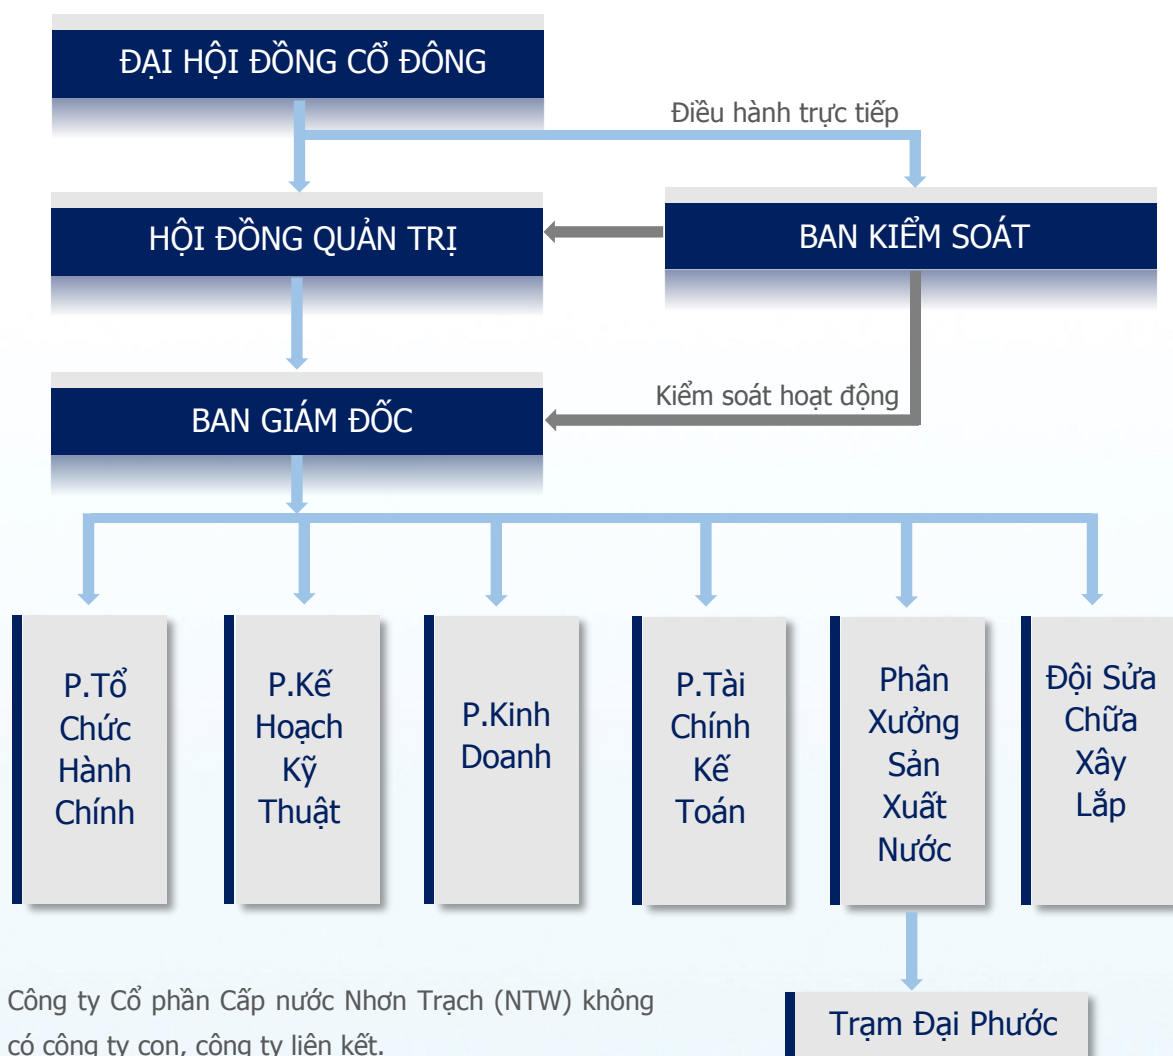 ĐẠI HỘI ĐỒNG CỔ ĐÔNG
Điều hành trực tiếp
HỘI ĐỒNG QUẢN TRỊ
BAN KIỂM SOÁT
Kiểm soát hoạt động
BAN GIÁM ĐỐC
P.Tổ
Chức
Hành
Chính
P.Kế
Hoạch
Kỹ
Thuật
P.Kinh
Doanh
P.Tài
Chính
Kế
Toán
Phân
Xưởng
Sản
Xuất
Nước
Đội Sửa
Chữa
Xây
Lắp
Công ty Cổ phần Cấp nước Nhơn Trạch (NTW) không
có công ty con, công ty liên kết.
Trạm Đại Phước